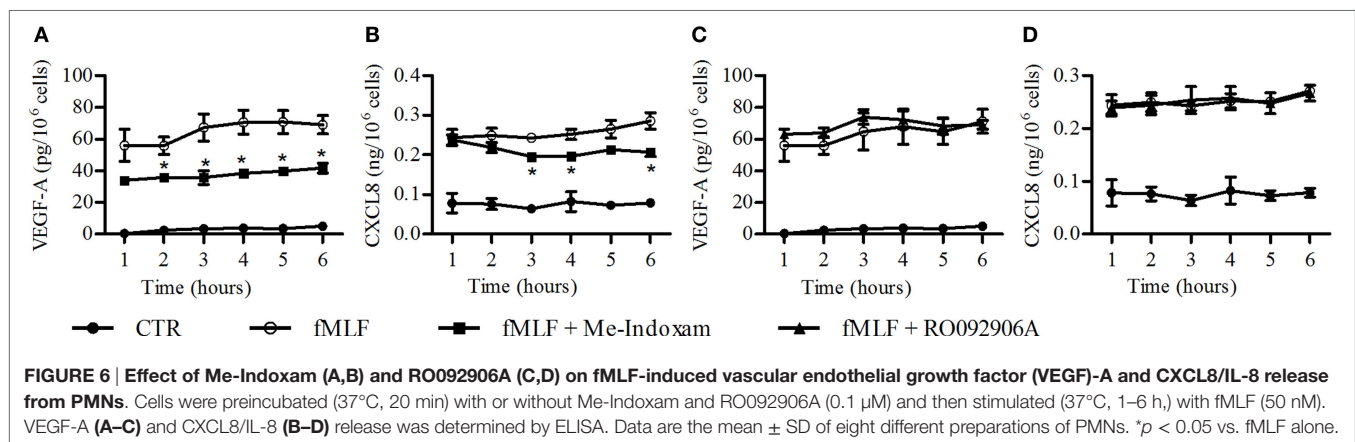 A
B
C
D
VEGF-A (pg/10^6 cells)
100
80
60
40
20
0
* * * * *
1 2 3 4 5 6
Time (hours)
CXCL8 (ng/10^6 cells)
0.4
0.3
0.2
0.1
0.0
* * *
1 2 3 4 5 6
Time (hours)
VEGF-A (pg/10^6 cells)
100
80
60
40
20
0
1 2 3 4 5 6
Time (hours)
CXCL8 (ng/10^6 cells)
0.3
0.2
0.1
0.0
1 2 3 4 5 6
Time (hours)
CTR
fMLF
fMLF + Me-Indoxam
fMLF + RO092906A
FIGURE 6 | Effect of Me-Indoxam (A,B) and RO092906A (C,D) on fMLF-induced vascular endothelial growth factor (VEGF)-A and CXCL8/IL-8 release
from PMNs. Cells were preincubated (37°C, 20 min) with or without Me-Indoxam and RO092906A (0.1 µM) and then stimulated (37°C, 1–6 h,) with fMLF (50 nM).
VEGF-A (A–C) and CXCL8/IL-8 (B–D) release was determined by ELISA. Data are the mean ± SD of eight different preparations of PMNs. *p < 0.05 vs. fMLF alone.